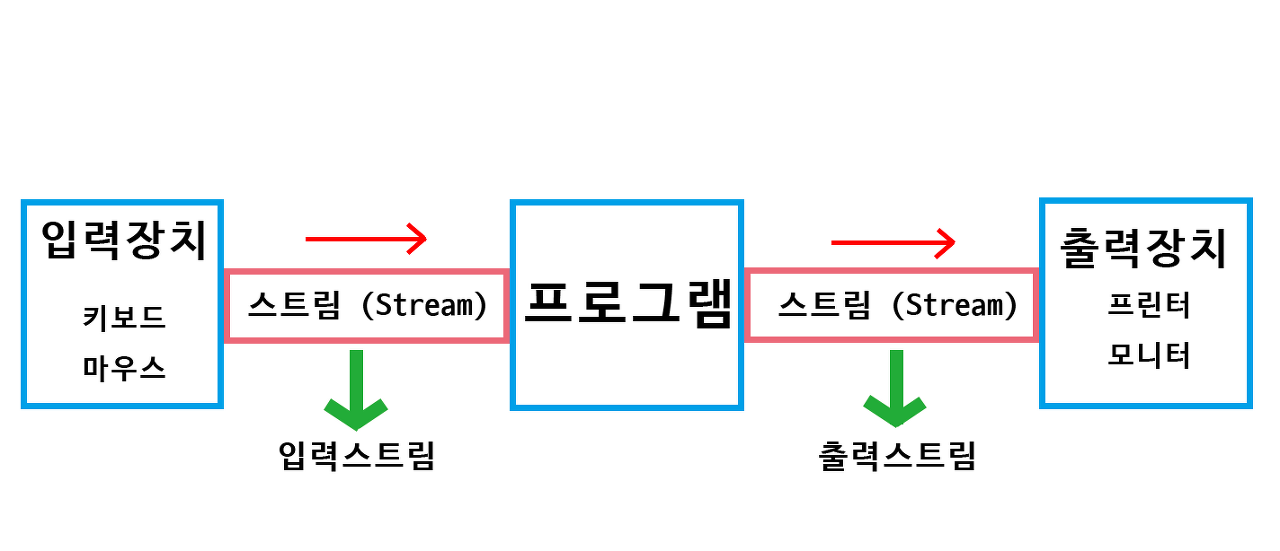 입력장치
키보드
마우스
스트림 (Stream)
입력스트림
프로그램
스트림 (Stream)
출력스트림
출력장치
프린터
모니터